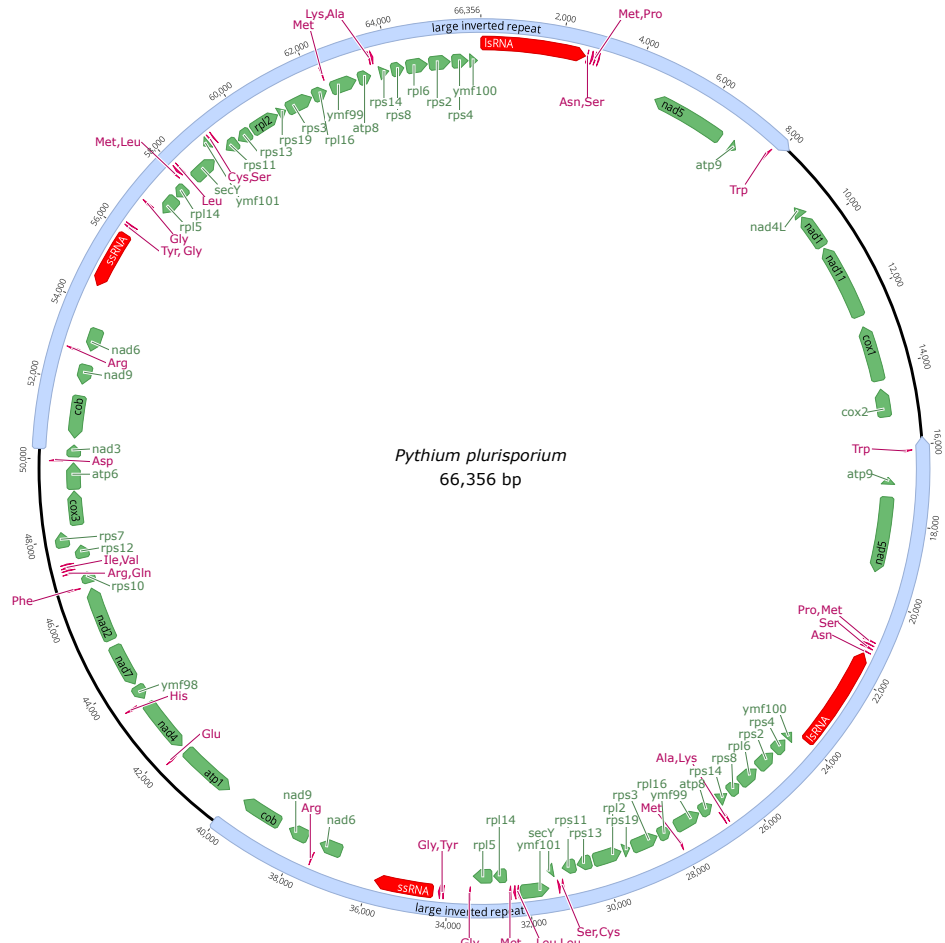 Pythium plurisporium
66,356 bp
66,356
large inverted repeat
lsRNA
2,000
Met,Pro
4,000
Asn,Ser
nad5
6,000
atp9
8,000
Trp
10,000
nad4L
nad1
nad11
12,000
cox1
14,000
cox2
16,000
Trp
atp9
18,000
nad5
20,000
Pro,Met
Ser
Asn
22,000
lsRNA
24,000
ymf100
rps4
rps2
rpl6
rps8
rps14
Ala,Lys
26,000
atp8
ymf99
rpl16
Met
28,000
rps3
rps19
rpl2
30,000
rps13
rps11
Ser,Cys
ymf101
secY
32,000
Leu,Leu
Met
rpl14
rpl5
Gly
large inverted repeat
34,000
Gly,Tyr
ssRNA
36,000
nad6
Arg
38,000
nad9
cob
40,000
atp1
42,000
Glu
nad4
44,000
His
ymf98
nad7
nad2
46,000
Phe
rps10
Arg,Gln
Ile,Val
rps12
48,000
rps7
cox3
atp6
Asp
50,000
nad3
cob
52,000
nad9
Arg
nad6
54,000
ssRNA
56,000
Tyr, Gly
Gly
rpl5
rpl14
58,000
Met,Leu
Leu
secY
ymf101
Cys,Ser
60,000
rps11
rps13
rpl2
rps19
rps3
62,000
Met
rpl16
ymf99
atp8
64,000
Lys,Ala
rps14
rps8
rpl6
rps2
rps4
ymf100